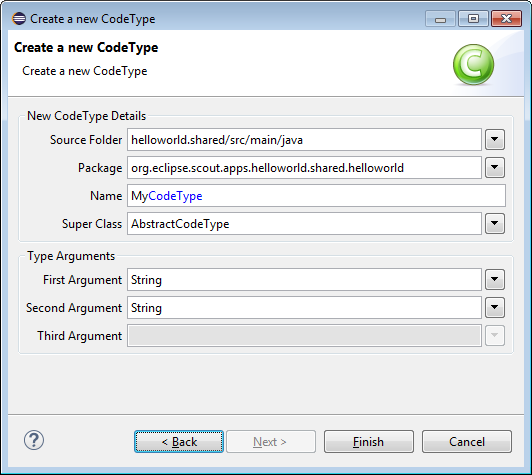 Create a new CodeType
Create a new CodeType
Create a new CodeType
C
New CodeType Details
Source Folder helloworld.shared/src/main/java
Package org.eclipse.scout.apps.helloworld.shared.helloworld
Name MyCodeType
Super Class AbstractCodeType
Type Arguments
First Argument String
Second Argument String
Third Argument
? < Back Next > Finish Cancel